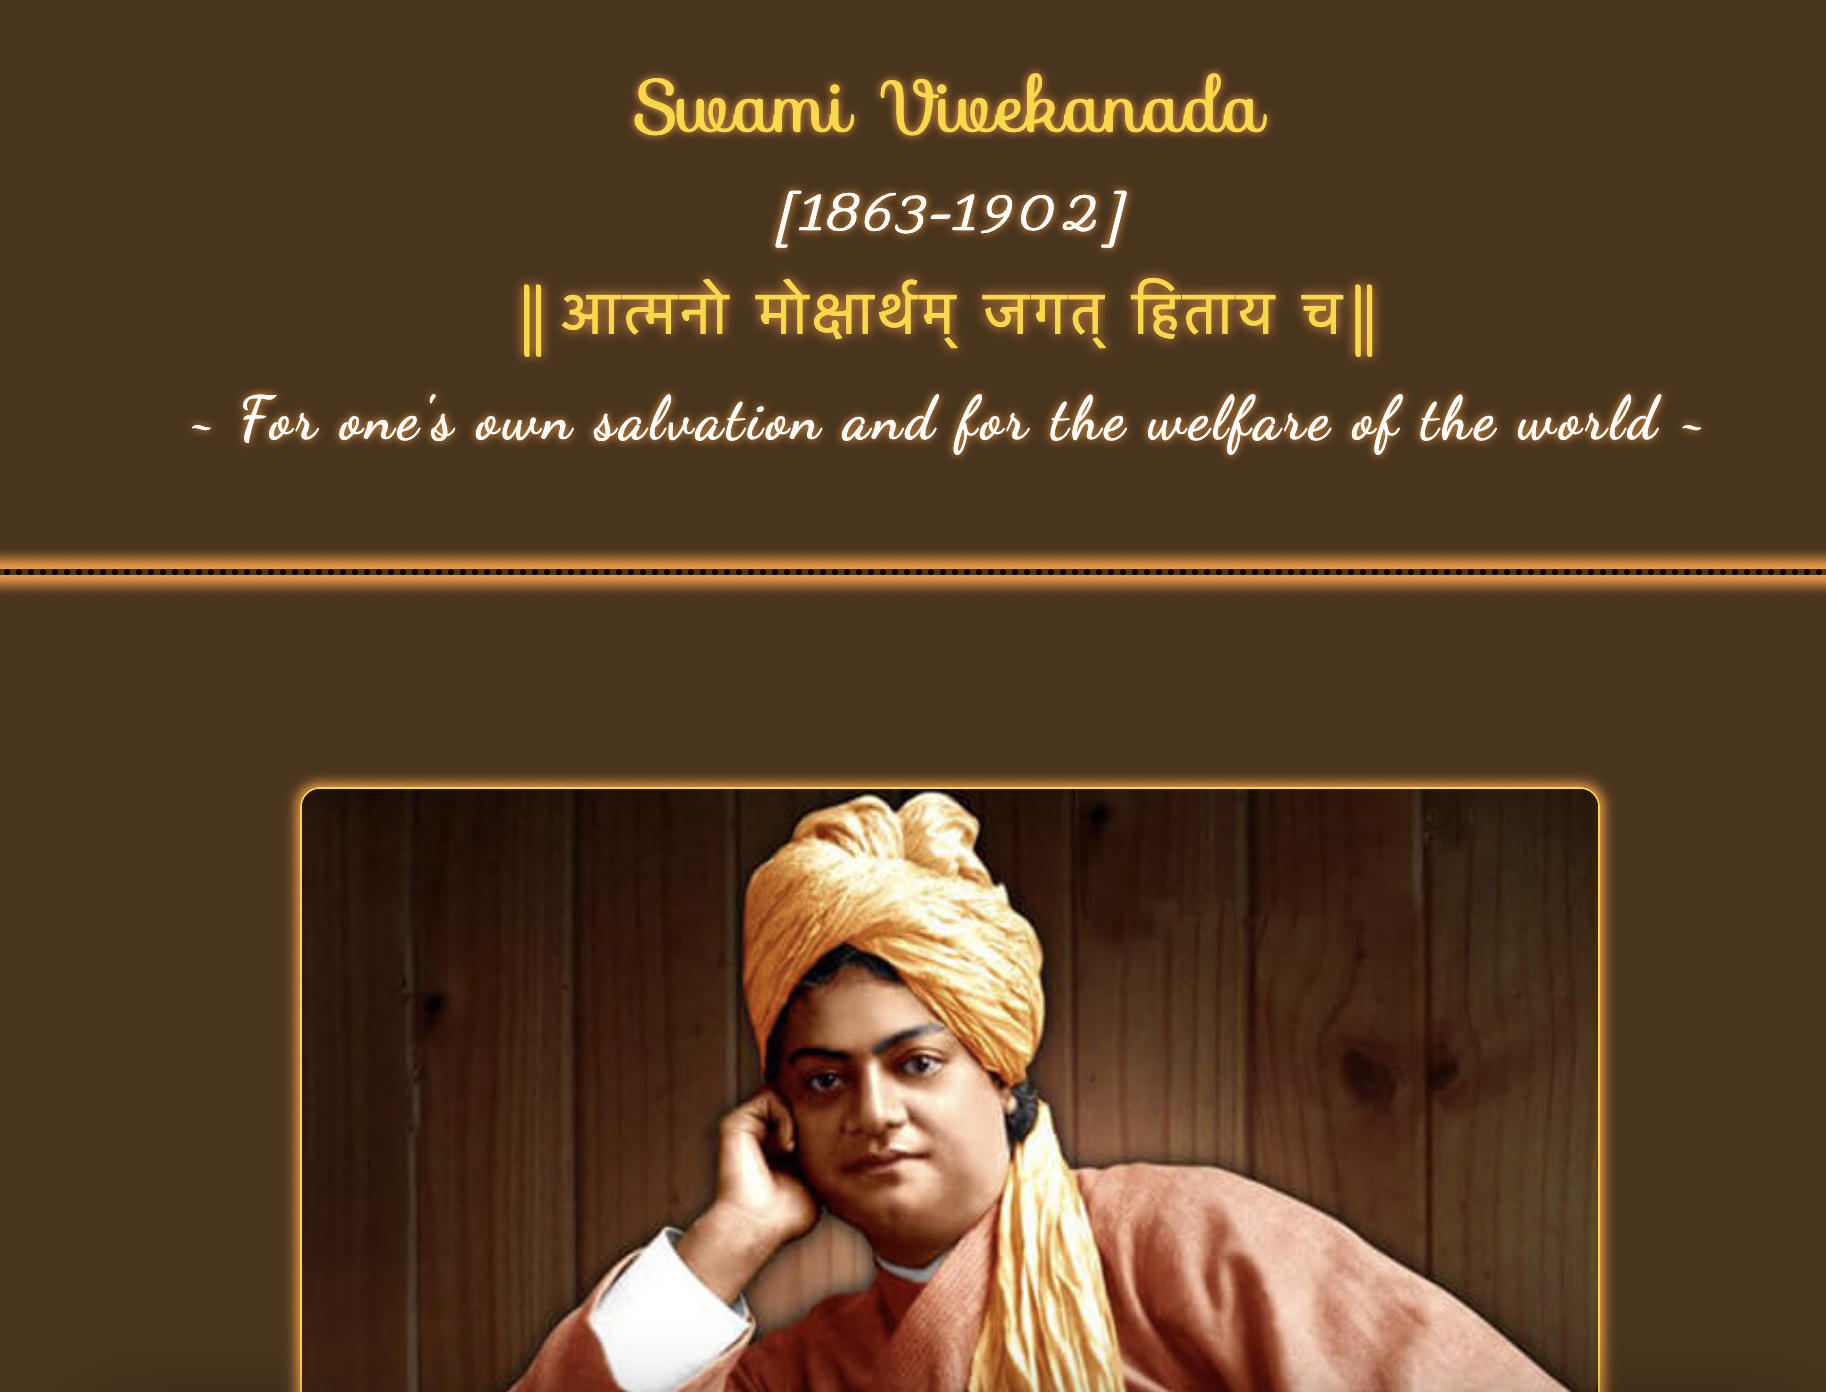 Swami Vivekanada
[1863-1902]
॥आत्मनो मोक्षार्थम् जगत् हिताय च॥
~ For one's own salvation and for the welfare of the world ~